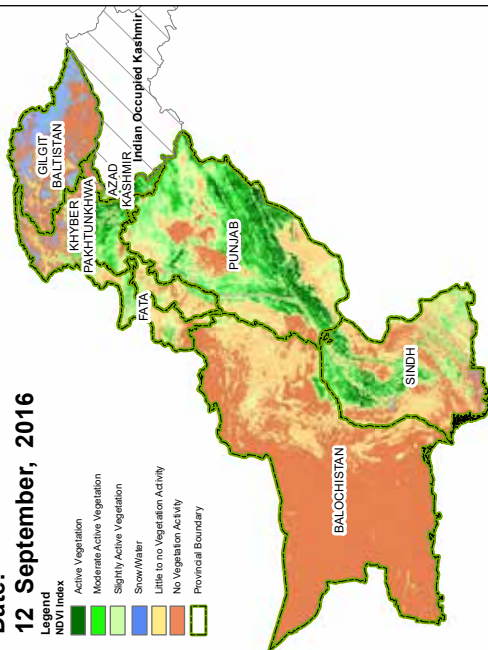 Date:
12 September, 2016
Legend
NDVI Index
Active Vegetation
Moderate Active Vegetation
Slightly Active Vegetation
Snow/Water
Little to no Vegetation Activity
No Vegetation Activity
Provincial Boundary
GILGIT
BALTISTAN
KHYBER
PAKHTUNKHWA
AZAD
KASHMIR
Indian Occupied Kashmir
FATA
PUNJAB
BALOCHISTAN
SINDH